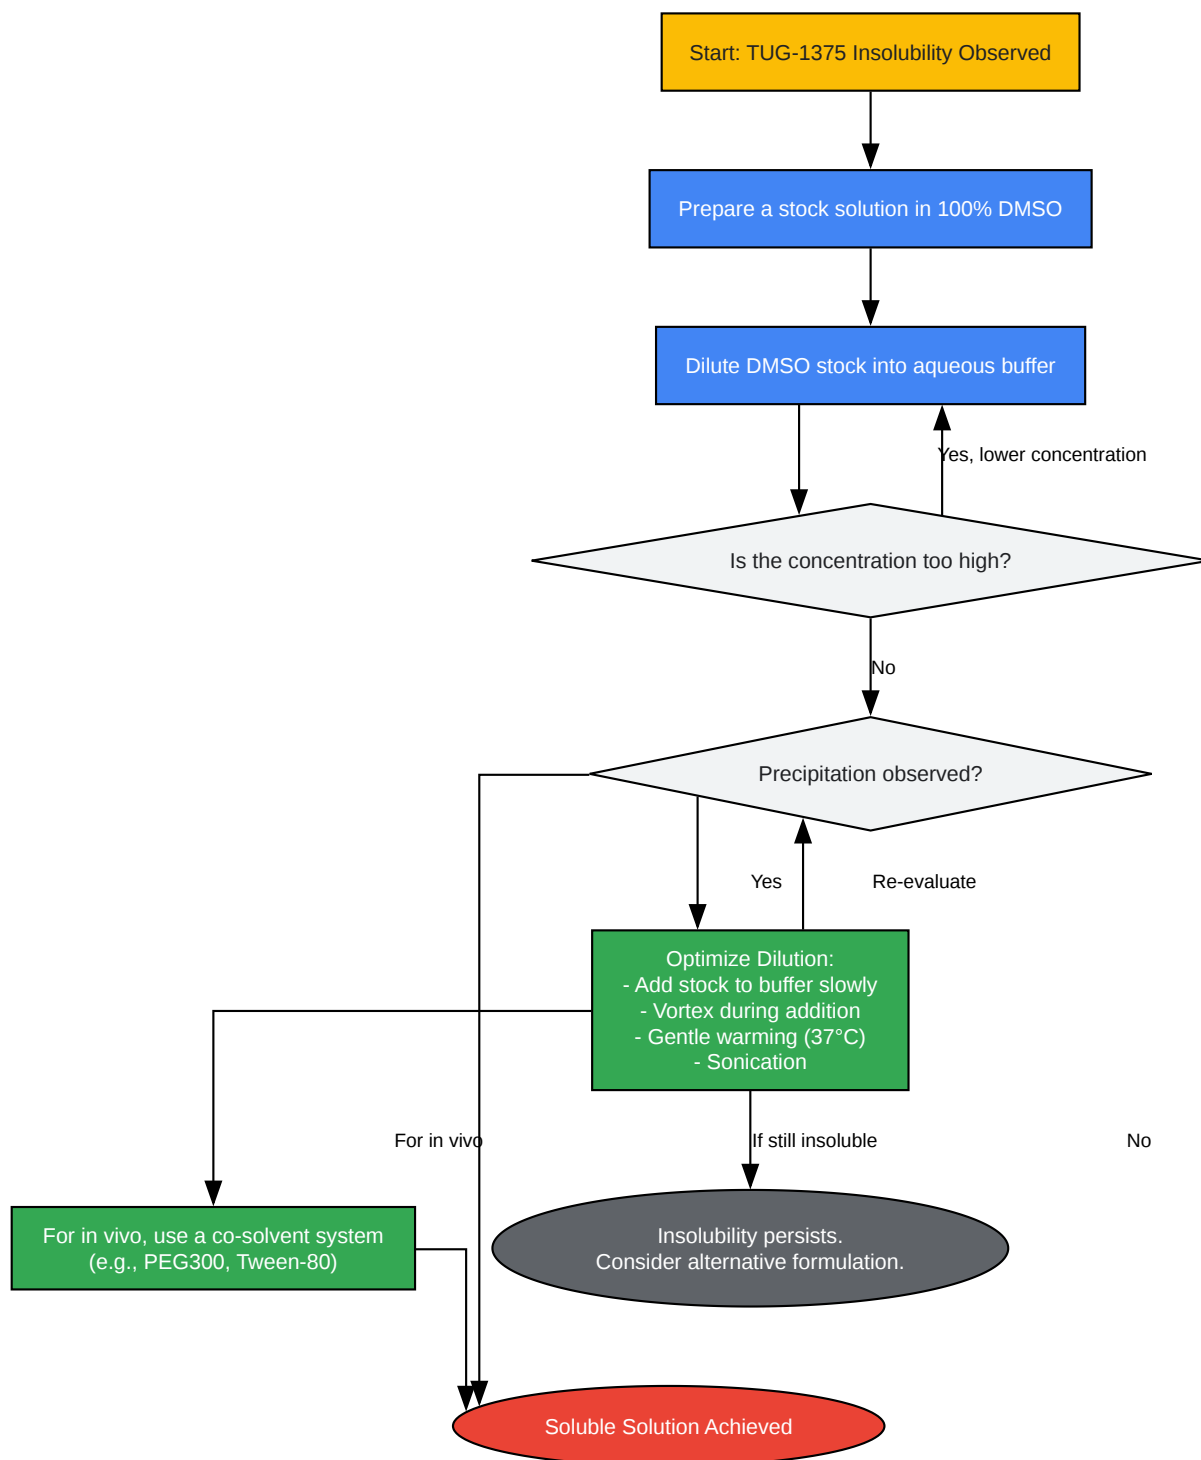 Start: TUG-1375 Insolubility Observed
Prepare a stock solution in 100% DMSO
Dilute DMSO stock into aqueous buffer
Yes, lower concentration
Is the concentration too high?
No
Precipitation observed?
Yes
Re-evaluate
Optimize Dilution:
- Add stock to buffer slowly
- Vortex during addition
- Gentle warming (37°C)
- Sonication
For in vivo
If still insoluble
No
For in vivo, use a co-solvent system
(e.g., PEG300, Tween-80)
Insolubility persists.
Consider alternative formulation.
Soluble Solution Achieved